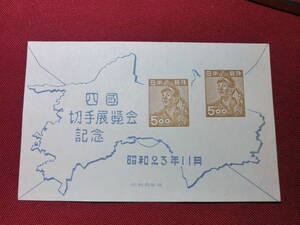 四國
切手展覧会
記念
日本郵便
5.00
日本郵便
5.00
昭和23年11月